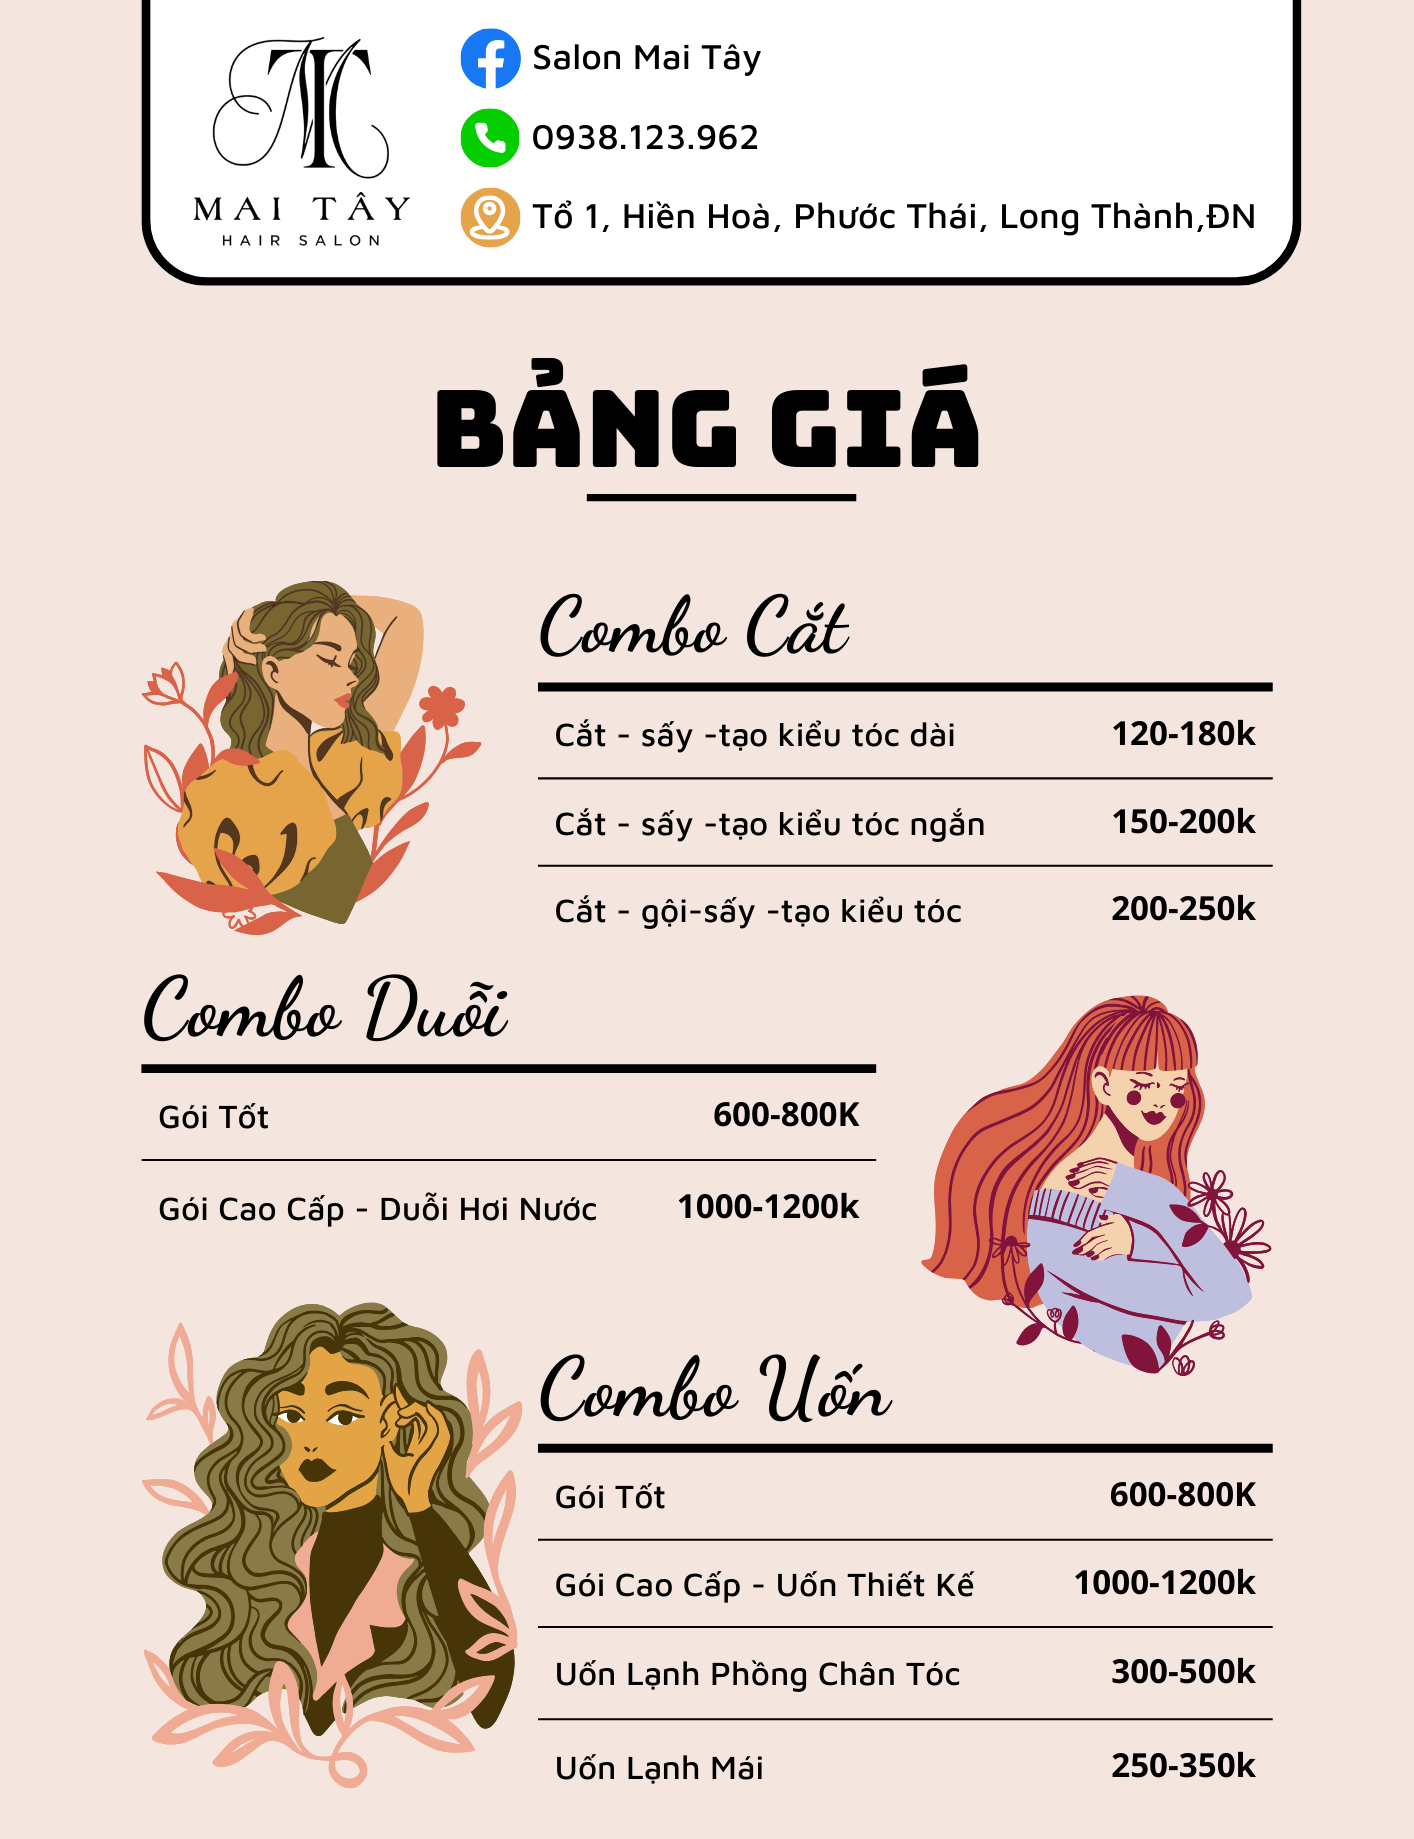 MAI TÂY
HAIR SALON
Salon Mai Tây
0938.123.962
Tổ 1, Hiền Hoà, Phước Thái, Long Thành,ĐN
BẢNG GIÁ
Combo Cắt
Cắt - sấy -tạo kiểu tóc dài 120-180k
Cắt - sấy -tạo kiểu tóc ngắn 150-200k
Cắt - gội-sấy -tạo kiểu tóc 200-250k
Combo Duỗi
Gói Tốt 600-800K
Gói Cao Cấp - Duỗi Hơi Nước 1000-1200k
Combo Uốn
Gói Tốt 600-800K
Gói Cao Cấp - Uốn Thiết Kế 1000-1200k
Uốn Lạnh Phồng Chân Tóc 300-500k
Uốn Lạnh Mái 250-350k